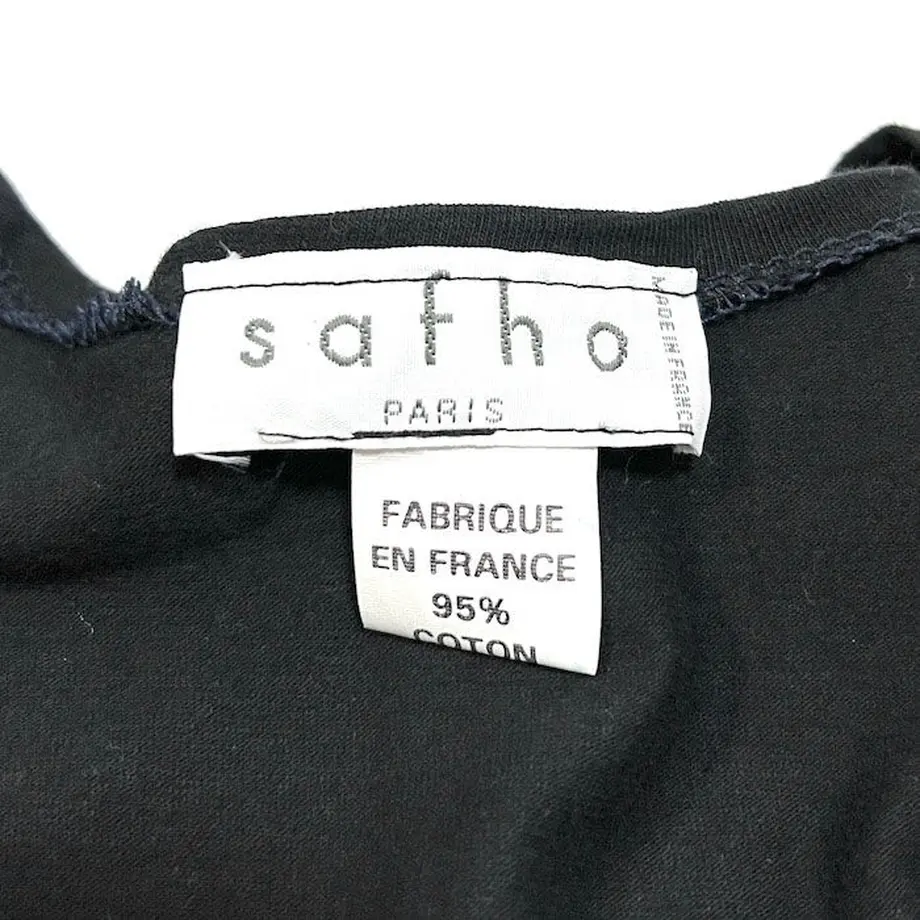 safho
PARIS
MADE IN FRANCE
FABRIQUE
EN FRANCE
95%
COTON